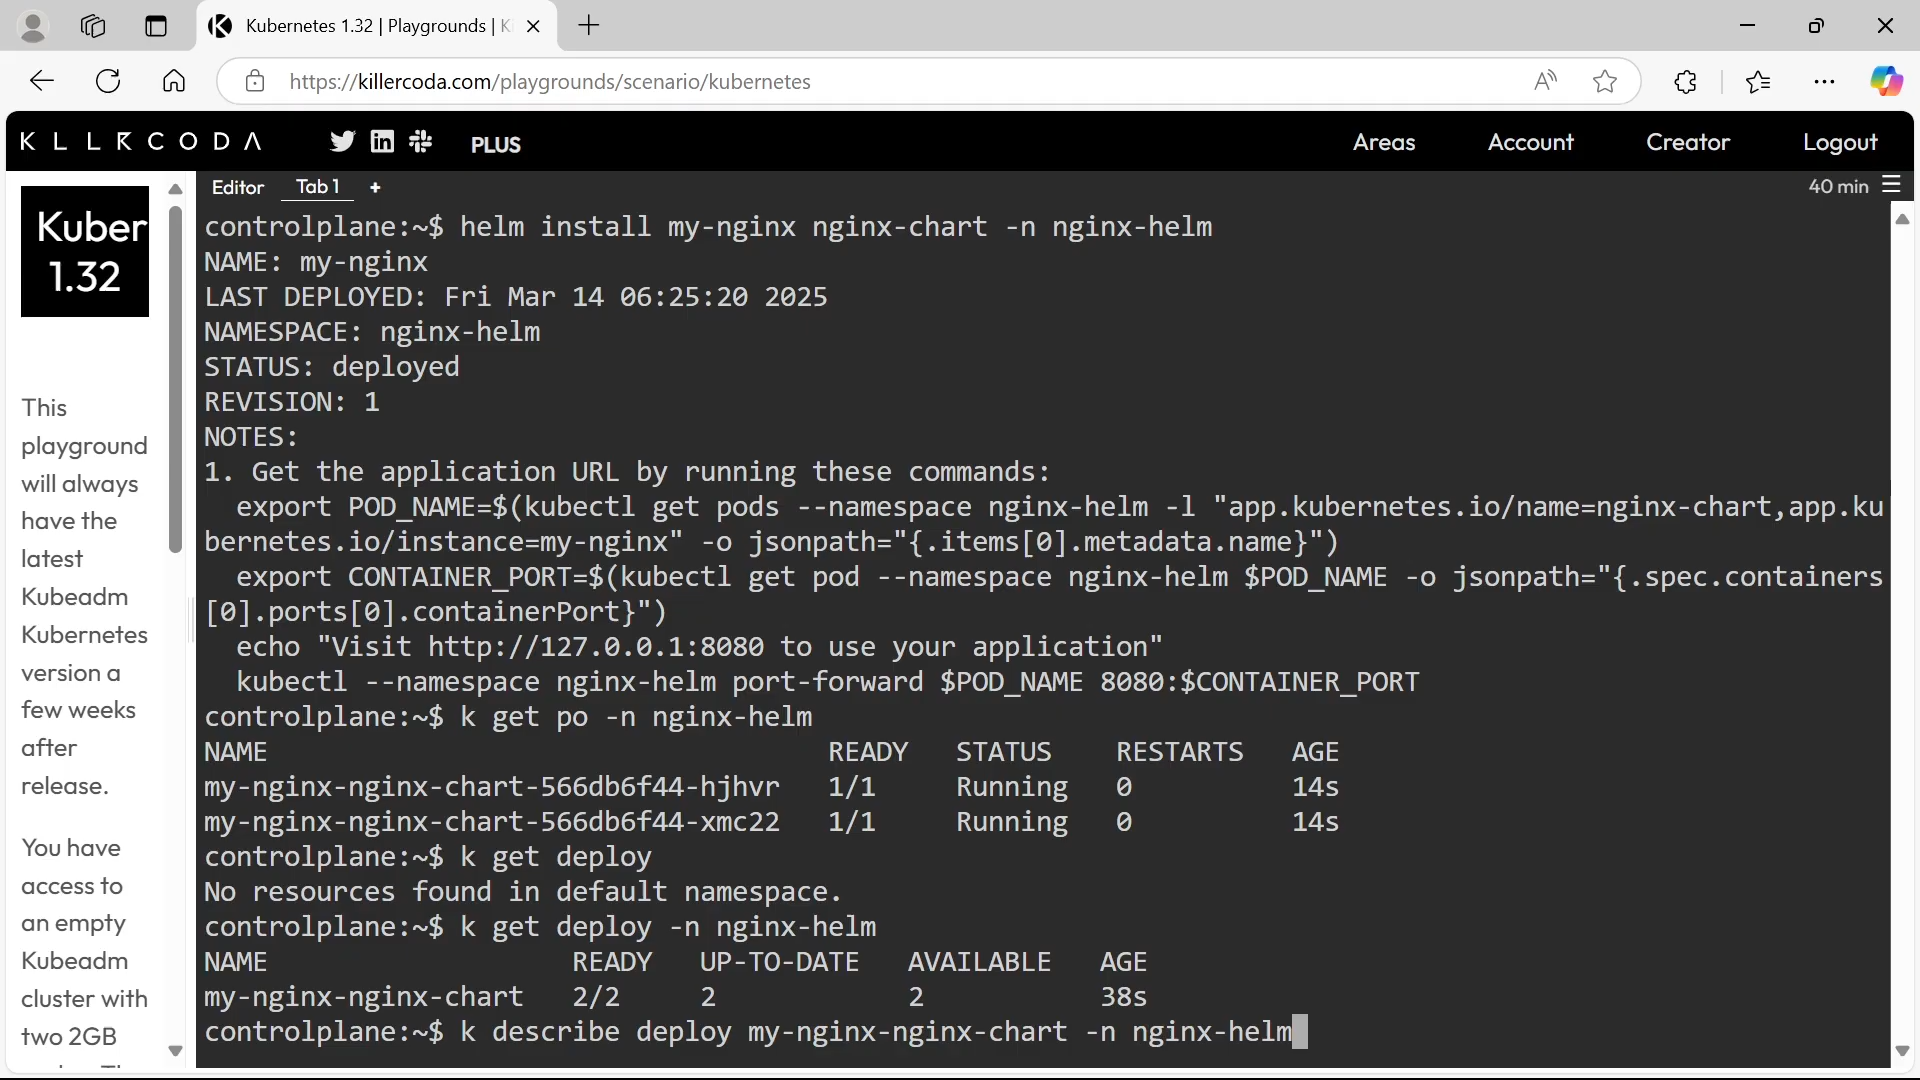 Kubernetes 1.32 | Playgrounds | Ki
https://killercoda.com/playgrounds/scenario/kubernetes
KLLRCODA
PLUS
Areas
Account
Creator
Logout
Kuber
1.32
This
playground
will always
have the
latest
Kubeadm
Kubernetes
version a
few weeks
after
release.
You have
access to
an empty
Kubeadm
cluster with
two 2GB
Editor
Tab 1
+
40 min
controlplane:~$ helm install my-nginx nginx-chart -n nginx-helm
NAME: my-nginx
LAST DEPLOYED: Fri Mar 14 06:25:20 2025
NAMESPACE: nginx-helm
STATUS: deployed
REVISION: 1
NOTES:
1. Get the application URL by running these commands:
  export POD_NAME=$(kubectl get pods --namespace nginx-helm -l "app.kubernetes.io/name=nginx-chart,app.ku
bernetes.io/instance=my-nginx" -o jsonpath="{.items[0].metadata.name}")
  export CONTAINER_PORT=$(kubectl get pod --namespace nginx-helm $POD_NAME -o jsonpath="{.spec.containers
[0].ports[0].containerPort}")
  echo "Visit http://127.0.0.1:8080 to use your application"
  kubectl --namespace nginx-helm port-forward $POD_NAME 8080:$CONTAINER_PORT
controlplane:~$ k get po -n nginx-helm
NAME READY STATUS RESTARTS AGE
my-nginx-nginx-chart-566db6f44-hjhvr 1/1 Running 0 14s
my-nginx-nginx-chart-566db6f44-xmc22 1/1 Running 0 14s
controlplane:~$ k get deploy
No resources found in default namespace.
controlplane:~$ k get deploy -n nginx-helm
NAME READY UP-TO-DATE AVAILABLE AGE
my-nginx-nginx-chart 2/2 2 2 38s
controlplane:~$ k describe deploy my-nginx-nginx-chart -n nginx-helm